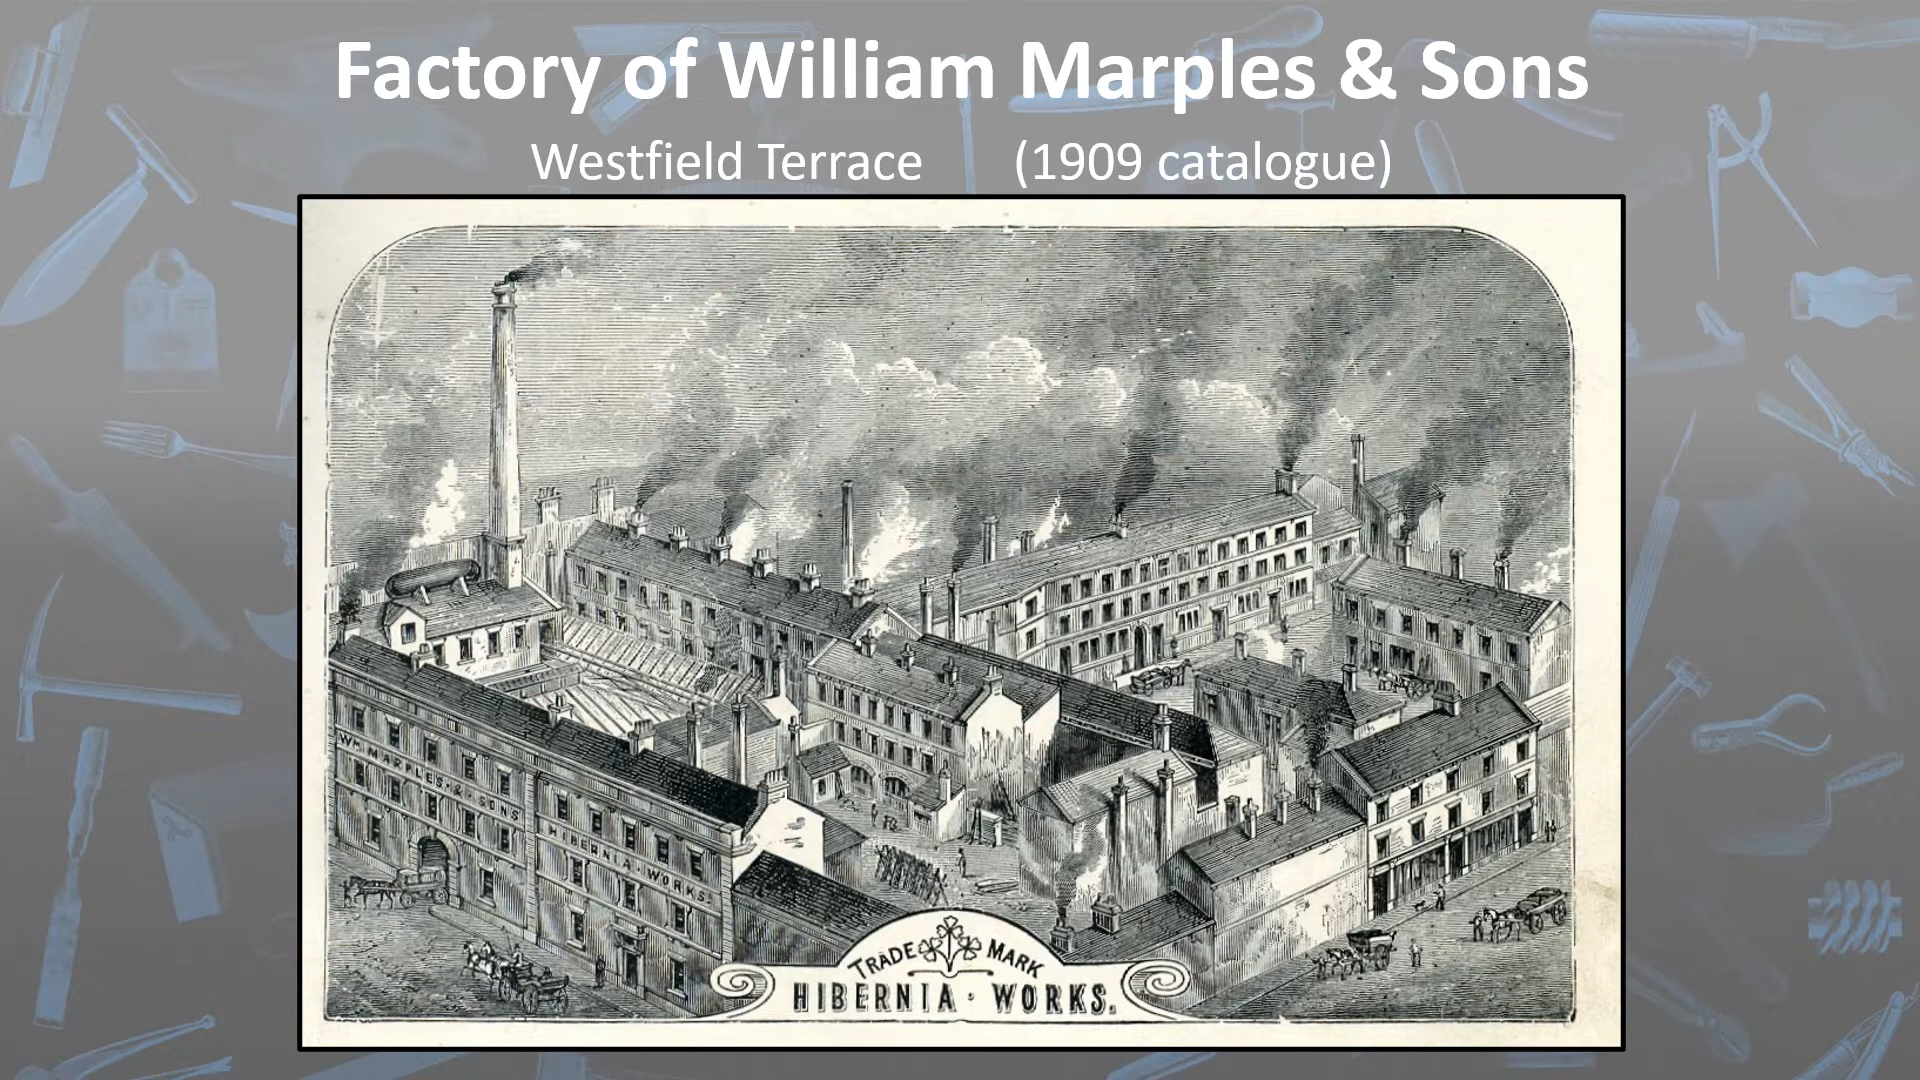 Factory of William Marples & Sons
Westfield Terrace (1909 catalogue)
WM MARPLES & SONS
HIBERNIA · WORKS
TRADE MARK
HIBERNIA · WORKS.